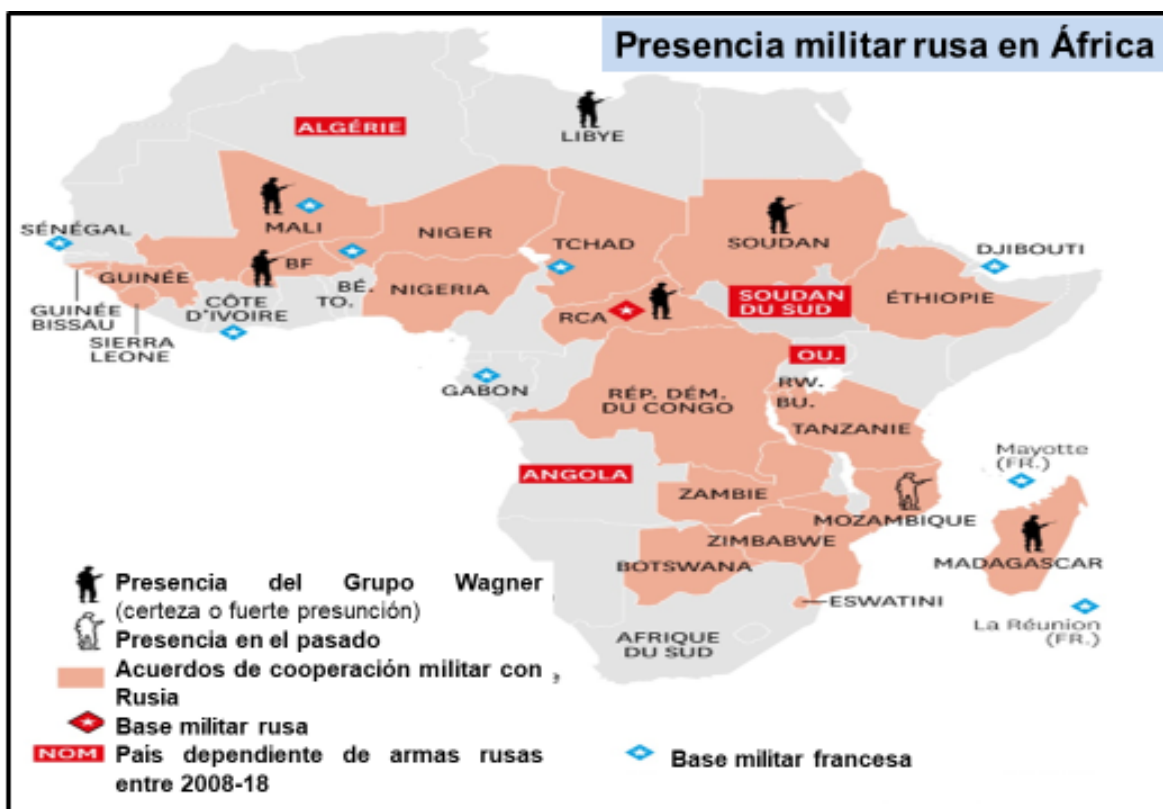 Presencia militar rusa en África
ALGÉRIE
LIBYE
MALI
NIGER
TCHAD
SOUDAN
SÉNÉGAL
DJIBOUTI
GUINÉE
BF
BÉ.
TO.
NIGERIA
SOUDAN
DU SUD
ÉTHIOPIE
GUINÉE
BISSAU
CÔTE
D'IVOIRE
SIERRA
LEONE
RCA
OU.
GABON
RÉP. DÉM.
DU CONGO
RW.
BU.
TANZANIE
ANGOLA
Mayotte
(FR.)
ZAMBIE
MOZAMBIQUE
ZIMBABWE
MADAGASCAR
BOTSWANA
ESWATINI
La Réunion
(FR.)
AFRIQUE
DU SUD
Presencia del Grupo Wagner
(certeza o fuerte presunción)
Presencia en el pasado
Acuerdos de cooperación militar con
Rusia
Base militar rusa
NOM País dependiente de armas rusas
entre 2008-18
Base militar francesa